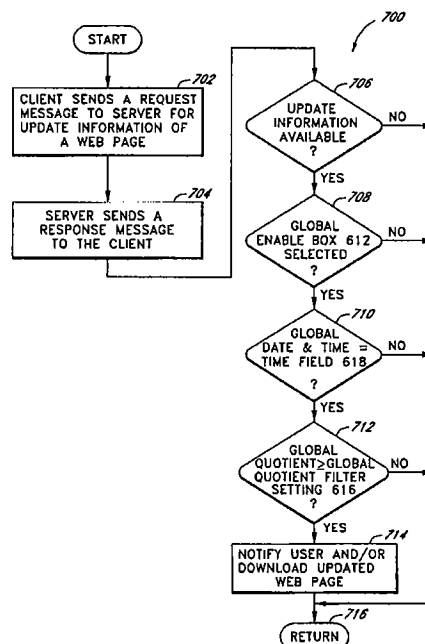 START
702
CLIENT SENDS A REQUEST
MESSAGE TO SERVER FOR
UPDATE INFORMATION OF
A WEB PAGE
704
SERVER SENDS A
RESPONSE MESSAGE
TO THE CLIENT
700
706
UPDATE
INFORMATION
AVAILABLE
?
NO
YES
708
GLOBAL
ENABLE BOX 612
SELECTED
?
NO
YES
710
GLOBAL
DATE & TIME =
TIME FIELD 618
?
NO
YES
712
GLOBAL
QUOTIENT≥GLOBAL
QUOTIENT FILTER
SETTING 616
?
NO
YES
714
NOTIFY USER AND/OR
DOWNLOAD UPDATED
WEB PAGE
716
RETURN